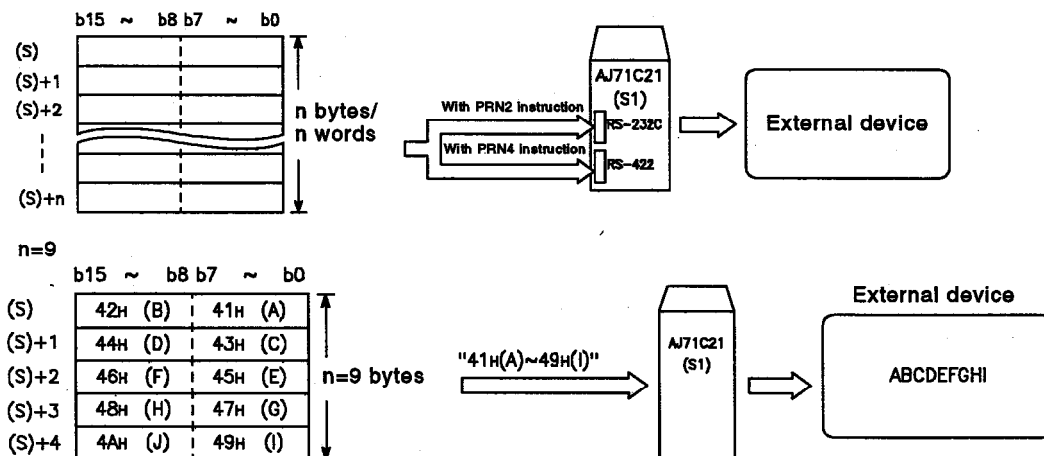 b15 ~ b8 b7 ~ b0
(S)
(S)+1
(S)+2
(S)+n
n bytes/
n words
With PRN2 instruction
With PRN4 instruction
AJ71C21
(S1)
RS-232C
RS-422
External device
n=9
b15 ~ b8 b7 ~ b0
(S) 42H (B) 41H (A)
(S)+1 44H (D) 43H (C)
(S)+2 46H (F) 45H (E)
(S)+3 48H (H) 47H (G)
(S)+4 4AH (J) 49H (I)
n=9 bytes
"41H(A)~49H(I)"
AJ71C21
(S1)
External device
ABCDEFGHI